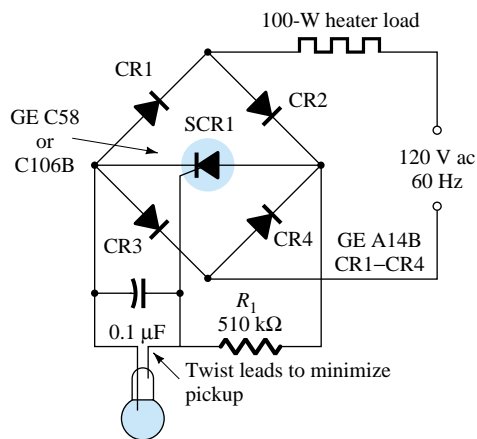 100-W heater load
CR1
CR2
GE C58
or
C106B
SCR1
120 V ac
60 Hz
CR3
CR4
GE A14B
CR1–CR4
R1
510 kΩ
0.1 μF
Twist leads to minimize
pickup